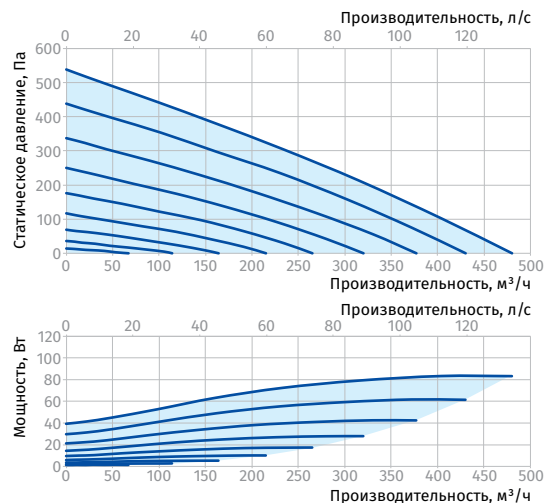 Производительность, л/с
0 20 40 60 80 100 120
Статическое давление, Па
600
500
400
300
200
100
0
0 50 100 150 200 250 300 350 400 450 500
Производительность, м³/ч
Производительность, л/с
0 20 40 60 80 100 120
Мощность, Вт
120
100
80
60
40
20
0
0 50 100 150 200 250 300 350 400 450 500
Производительность, м³/ч